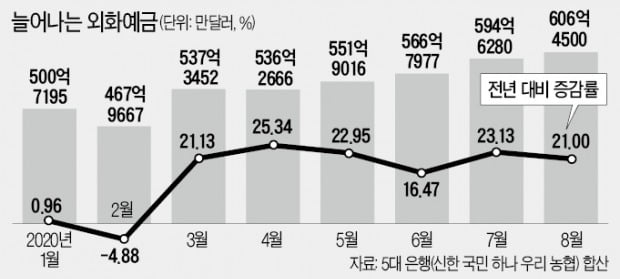 늘어나는 외화예금(단위: 만달러, %)
500억
7195
467억
9667
537억
3452
536억
2666
551억
9016
566억
7977
594억
6280
606억
4500
전년 대비 증감률
0.96
-4.88
21.13
25.34
22.95
16.47
23.13
21.00
2020년
1월
2월
3월
4월
5월
6월
7월
8월
자료: 5대 은행(신한 국민 하나 우리 농협) 합산